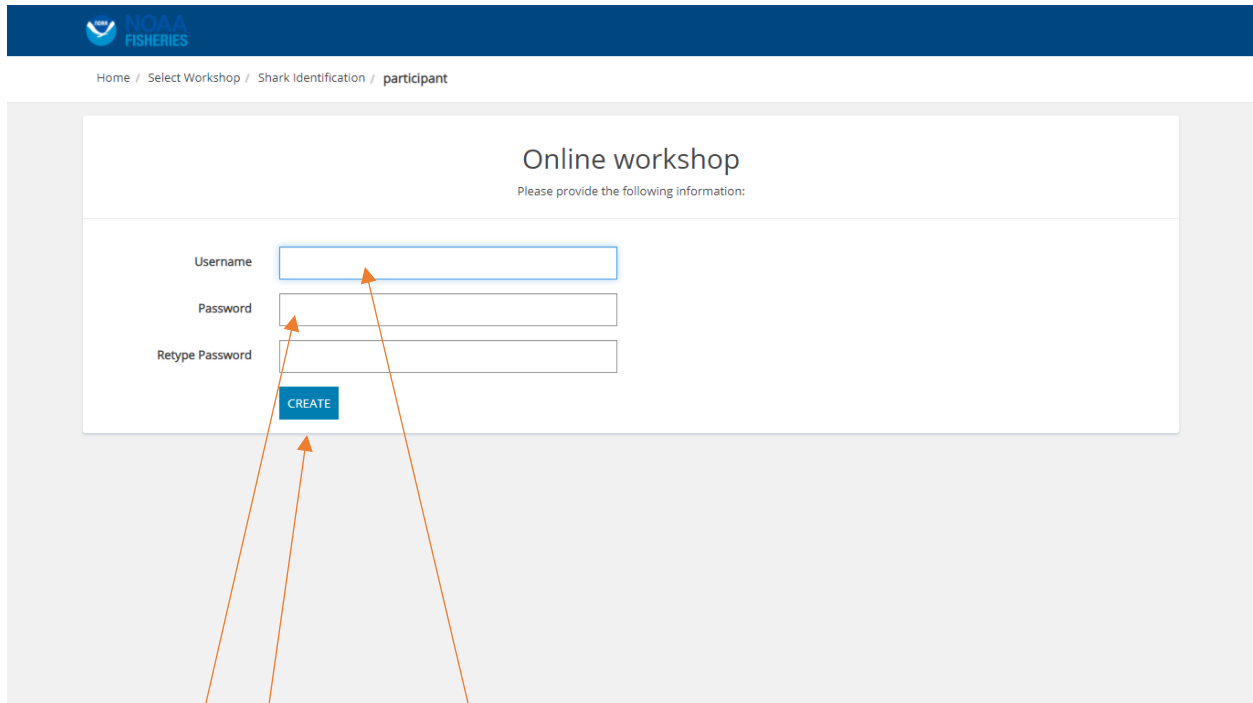 NOAA
FISHERIES
Home / Select Workshop / Shark Identification / participant
Online workshop
Please provide the following information:
Username
Password
Retype Password
CREATE